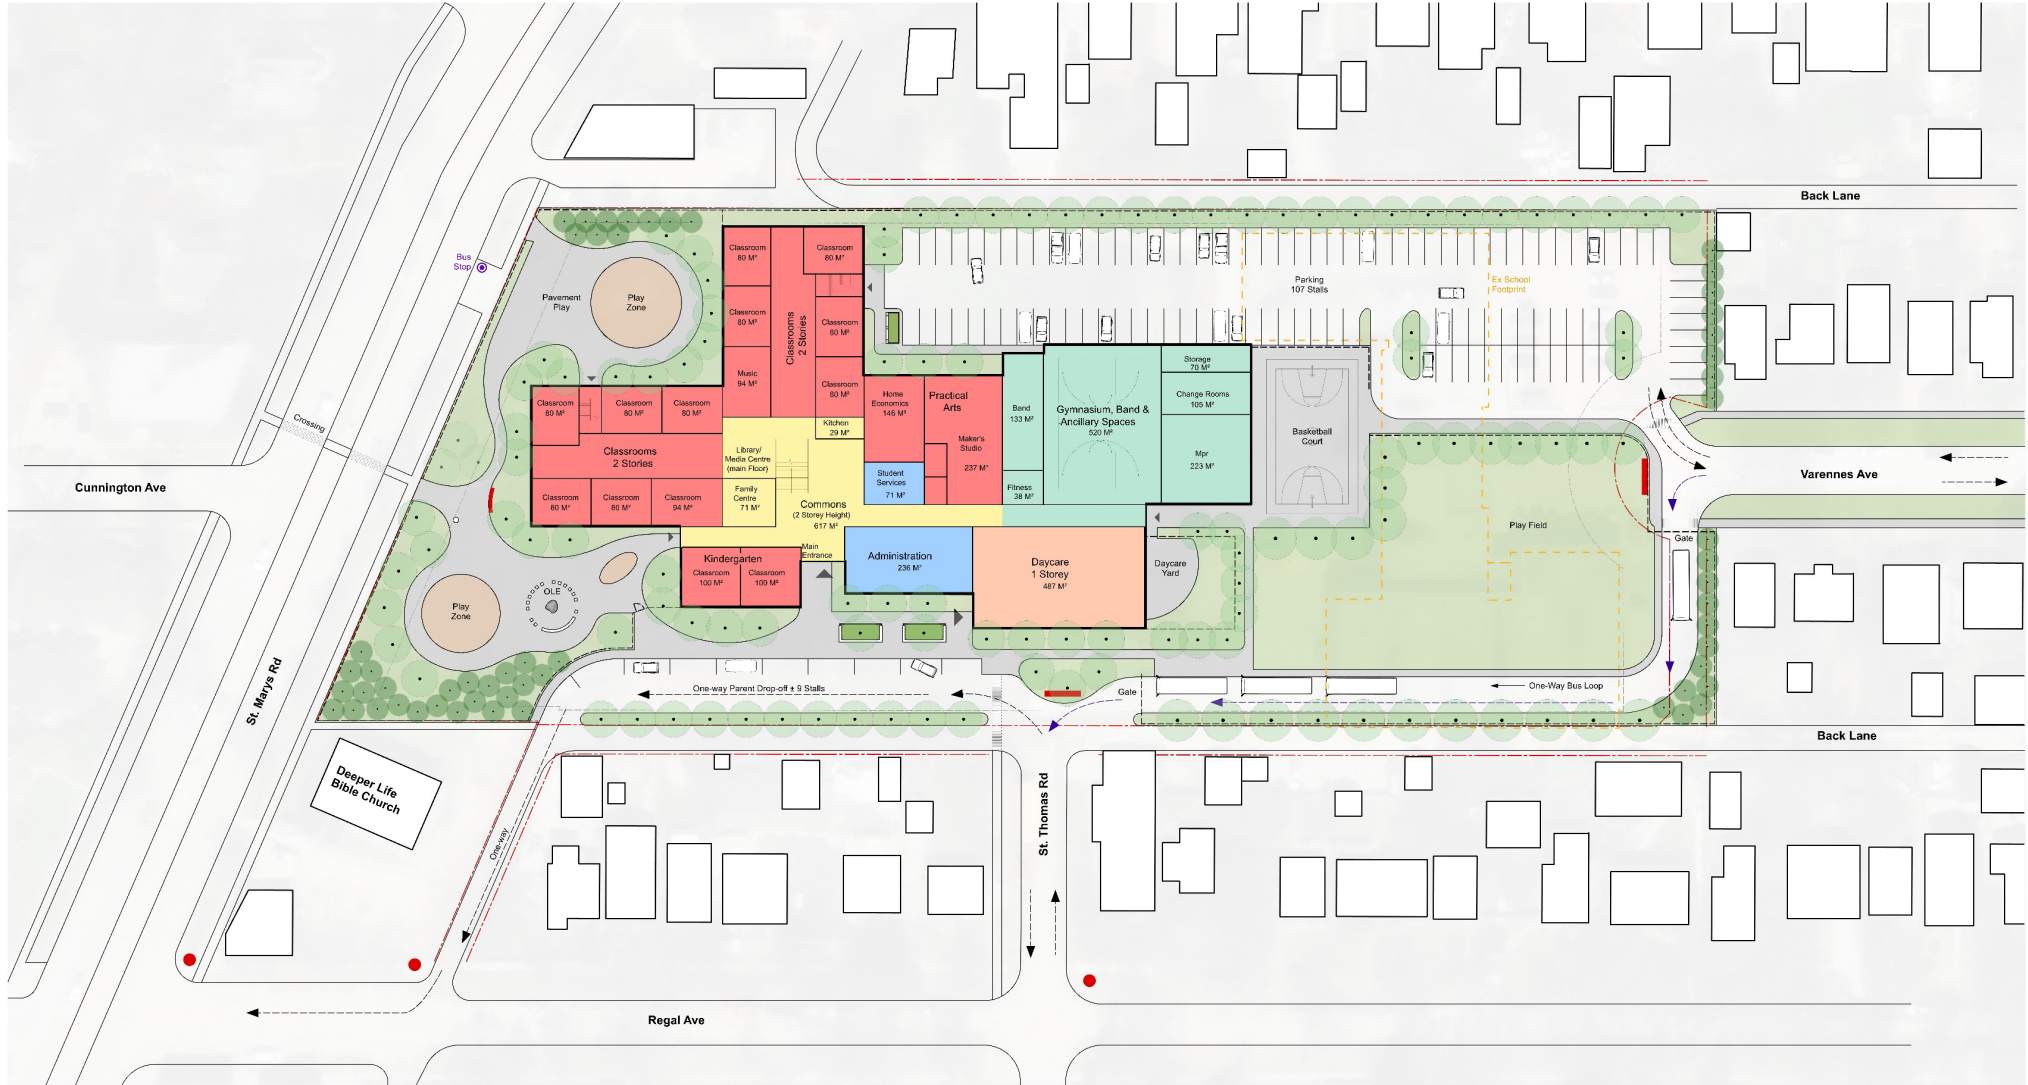 Back Lane
Bus
Stop
Pavement
Play
Play
Zone
Classroom
80 M²
Classroom
80 M²
Classroom
80 M²
Classroom
80 M²
Music
94 M²
Classroom
80 M²
Classrooms
2 Stories
Parking
107 Stalls
Ex School
Footprint
Classroom
80 M²
Classroom
80 M²
Classroom
80 M²
Classrooms
2 Stories
Classroom
80 M²
Classroom
80 M²
Classroom
94 M²
Kitchen
29 M²
Library/
Media Centre
(main Floor)
Family
Centre
71 M²
Commons
(2 Storey Height)
617 M²
Main
Entrance
Home
Economics
146 M²
Practical
Arts
Maker's
Studio
237 M²
Student
Services
71 M²
Band
133 M²
Fitness
38 M²
Gymnasium, Band &
Ancillary Spaces
520 M²
Storage
70 M²
Change Rooms
105 M²
Mpr
223 M²
Basketball
Court
Play Field
Varennes Ave
Gate
Crossing
Cunnington Ave
Kindergarten
Classroom
100 M²
Classroom
109 M²
Administration
236 M²
Daycare
1 Storey
487 M²
Daycare
Yard
OLE
Play
Zone
St. Marys Rd
One-way Parent Drop-off ± 9 Stalls
Gate
One-Way Bus Loop
Back Lane
Deeper Life
Bible Church
One-way
St. Thomas Rd
Regal Ave